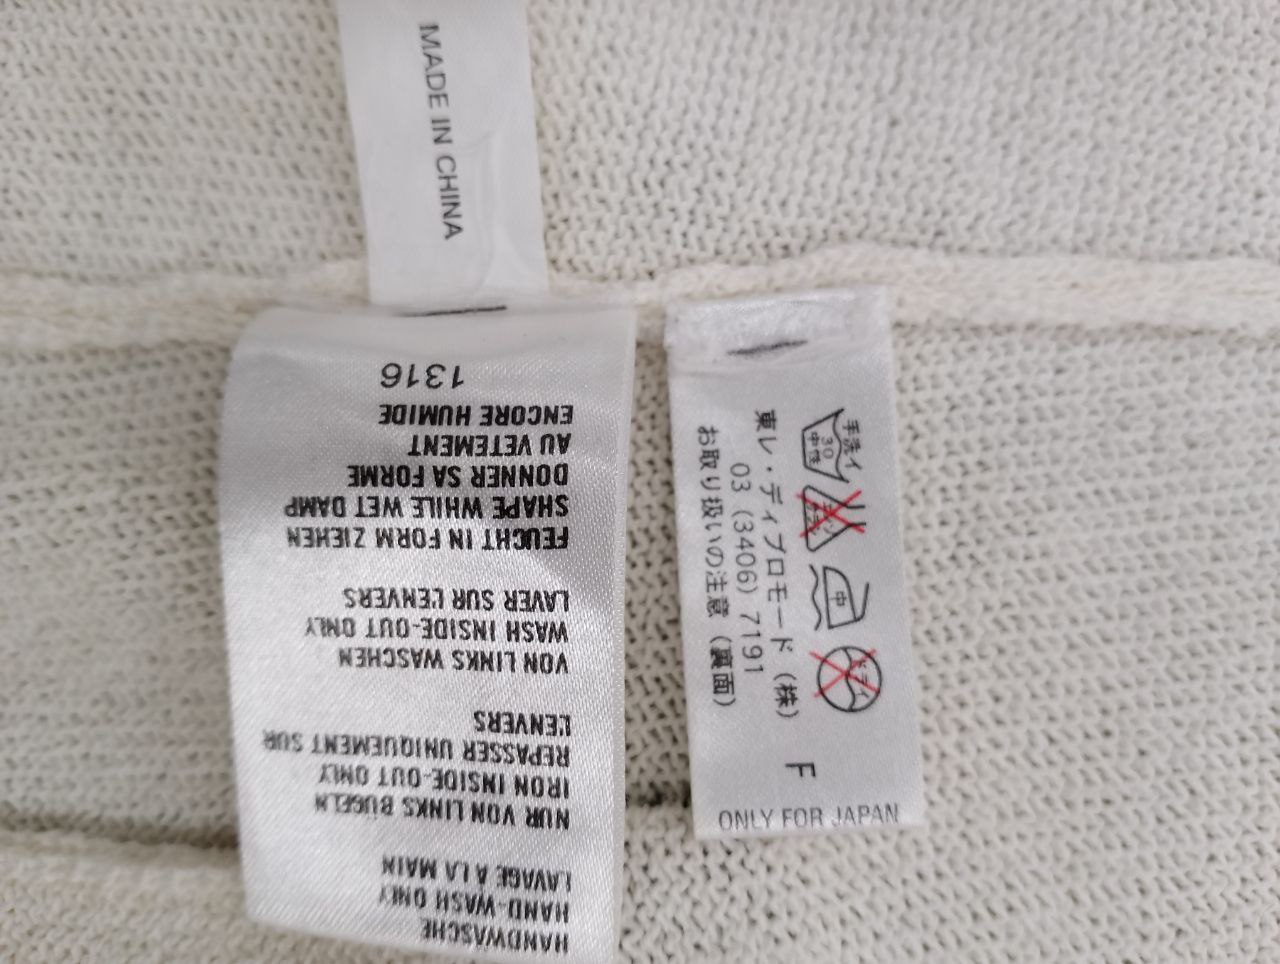 MADE IN CHINA
HANDWÄSCHE
HAND-WASH ONLY
LAVAGE A LA MAIN
NUR VON LINKS BÜGELN
IRON INSIDE-OUT ONLY
REPASSER UNIQUEMENT SUR
L'ENVERS
VON LINKS WASCHEN
WASH INSIDE-OUT ONLY
LAVER SUR L'ENVERS
FEUCHT IN FORM ZIEHEN
SHAPE WHILE WET DAMP
DONNER SA FORME
AU VETEMENT
ENCORE HUMIDE
1316
手洗イ
30
中性
中
ドライ
東レ・ディプロモード（株）
03 (3406) 7191
お取り扱いの注意（裏面）
F
ONLY FOR JAPAN